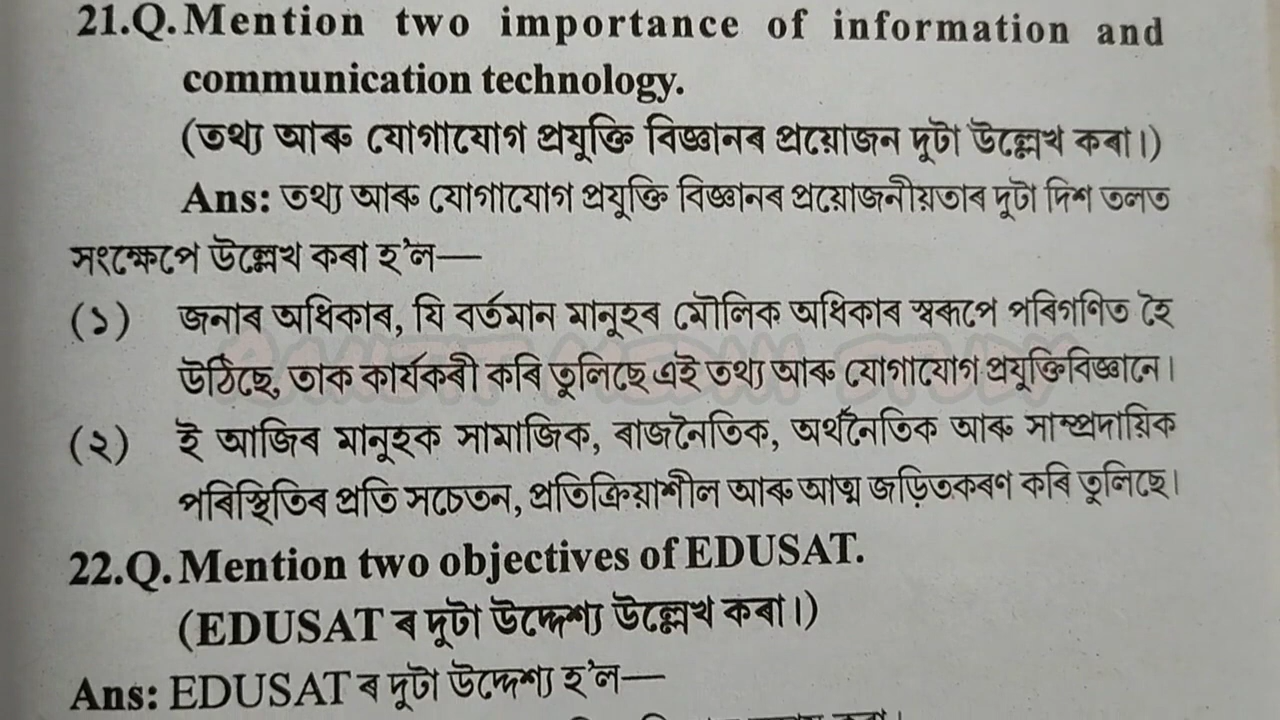 21.Q. Mention two importance of information and
communication technology.
(তথ্য আৰু যোগাযোগ প্ৰযুক্তি বিজ্ঞানৰ প্ৰয়োজন দুটা উল্লেখ কৰা।)
Ans: তথ্য আৰু যোগাযোগ প্ৰযুক্তি বিজ্ঞানৰ প্ৰয়োজনীয়তাৰ দুটা দিশ তলত
সংক্ষেপে উল্লেখ কৰা হ'ল—
(১) জনাৰ অধিকাৰ, যি বৰ্তমান মানুহৰ মৌলিক অধিকাৰ স্বৰূপে পৰিগণিত হৈ
উঠিছে, তাক কাৰ্যকৰী কৰি তুলিছে এই তথ্য আৰু যোগাযোগ প্ৰযুক্তিবিজ্ঞানে।
(২) ই আজিৰ মানুহক সামাজিক, ৰাজনৈতিক, অৰ্থনৈতিক আৰু সাম্প্ৰদায়িক
পৰিস্থিতিৰ প্ৰতি সচেতন, প্ৰতিক্ৰিয়াশীল আৰু আত্ম জড়িতকৰণ কৰি তুলিছে।
22.Q. Mention two objectives of EDUSAT.
(EDUSAT ৰ দুটা উদ্দেশ্য উল্লেখ কৰা।)
Ans: EDUSAT ৰ দুটা উদ্দেশ্য হ'ল—